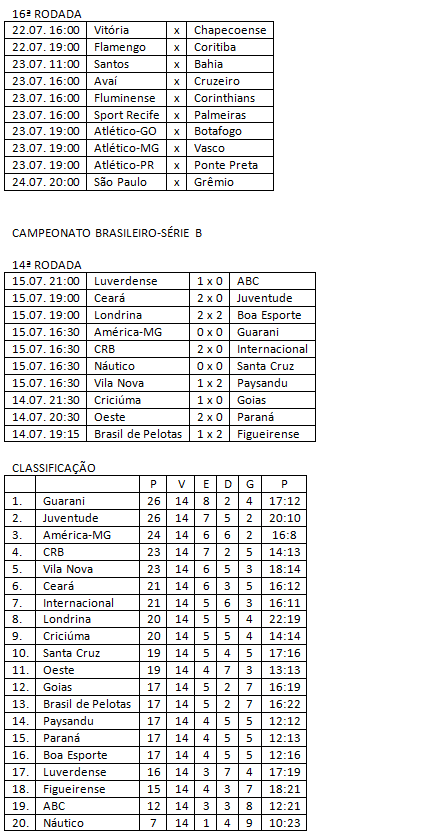 16ª RODADA
22.07. 16:00 Vitória x Chapecoense
22.07. 19:00 Flamengo x Coritiba
23.07. 11:00 Santos x Bahia
23.07. 16:00 Avaí x Cruzeiro
23.07. 16:00 Fluminense x Corinthians
23.07. 16:00 Sport Recife x Palmeiras
23.07. 19:00 Atlético-GO x Botafogo
23.07. 19:00 Atlético-MG x Vasco
23.07. 19:00 Atlético-PR x Ponte Preta
24.07. 20:00 São Paulo x Grêmio
CAMPEONATO BRASILEIRO-SÉRIE B
14ª RODADA
15.07. 21:00 Luverdense 1 x 0 ABC
15.07. 19:00 Ceará 2 x 0 Juventude
15.07. 19:00 Londrina 2 x 2 Boa Esporte
15.07. 16:30 América-MG 0 x 0 Guarani
15.07. 16:30 CRB 2 x 0 Internacional
15.07. 16:30 Náutico 0 x 0 Santa Cruz
15.07. 16:30 Vila Nova 1 x 2 Paysandu
14.07. 21:30 Criciúma 1 x 0 Goias
14.07. 20:30 Oeste 2 x 0 Paraná
14.07. 19:15 Brasil de Pelotas 1 x 2 Figueirense
CLASSIFICAÇÃO
P V E D G P
1. Guarani 26 14 8 2 4 17:12
2. Juventude 26 14 7 5 2 20:10
3. América-MG 24 14 6 6 2 16:8
4. CRB 23 14 7 2 5 14:13
5. Vila Nova 23 14 6 5 3 18:14
6. Ceará 21 14 6 3 5 16:12
7. Internacional 21 14 5 6 3 16:11
8. Londrina 20 14 5 5 4 22:19
9. Criciúma 20 14 5 5 4 14:14
10. Santa Cruz 19 14 5 4 5 17:16
11. Oeste 19 14 4 7 3 13:13
12. Goias 17 14 5 2 7 16:19
13. Brasil de Pelotas 17 14 5 2 7 16:22
14. Paysandu 17 14 4 5 5 12:12
15. Paraná 17 14 4 5 5 12:13
16. Boa Esporte 17 14 4 5 5 12:16
17. Luverdense 16 14 3 7 4 17:19
18. Figueirense 15 14 4 3 7 18:21
19. ABC 12 14 3 3 8 12:21
20. Náutico 7 14 1 4 9 10:23